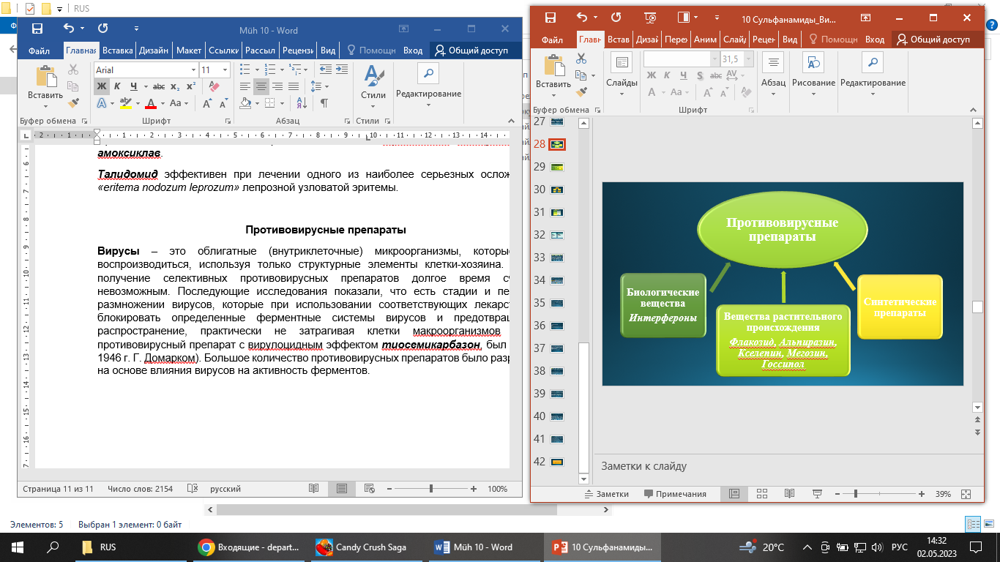 RUS
Müh 10 - Word
Файл Главная Вставка Дизайн Макет Ссылки Рассыл Рецензи Вид Помощн Вход Общий доступ
Вставить
Буфер обмена
Arial 11
Ж К Ч abc x₂ x²
Aa
Шрифт
Абзац
Стили
Стили
Редактирование
амоксиклав.
Талидомид эффективен при лечении одного из наиболее серьезных ослож
«eritema nodozum leprozum» лепрозной узловатой эритемы.
Противовирусные препараты
Вирусы – это облигатные (внутриклеточные) микроорганизмы, которы
воспроизводиться, используя только структурные элементы клетки-хозяина.
получение селективных противовирусных препаратов долгое время с
невозможным. Последующие исследования показали, что есть стадии и пе
размножении вирусов, которые при использовании соответствующих лекарст
блокировать определенные ферментные системы вирусов и предотвращ
распространение, практически не затрагивая клетки макроорганизмов
противовирусный препарат с вирулоцидным эффектом тиосемикарбазон, был
1946 г. Г. Домарком). Большое количество противовирусных препаратов было разр
на основе влияния вирусов на активность ферментов.
Страница 11 из 11 Число слов: 2154 русский 100%
10 Сульфанамиды_Ви...
Файл Главн Встав Дизай Перех Аним Слайд Рецен Вид Помощн Вход Общий доступ
Вставить
Буфер обмена
Слайды
31,5
Ж К Ч S abc AV
Aa
Шрифт
Абзац
Рисование
Редактирование
27
28
29
30
31
32
33
34
35
36
37
38
39
40
41
42
Противовирусные
препараты
Биологические
вещества
Интерфероны
Вещества растительного
происхождения
Флакозид, Альпиразин,
Кселепин, Мегозин,
Госсипол
Синтетические
препараты
Заметки к слайду
Заметки Примечания 39%
Элементов: 5 Выбран 1 элемент: 0 байт
RUS Входящие - depart... Candy Crush Saga Müh 10 - Word 10 Сульфанамиды... 20°C РУС 14:32
02.05.2023